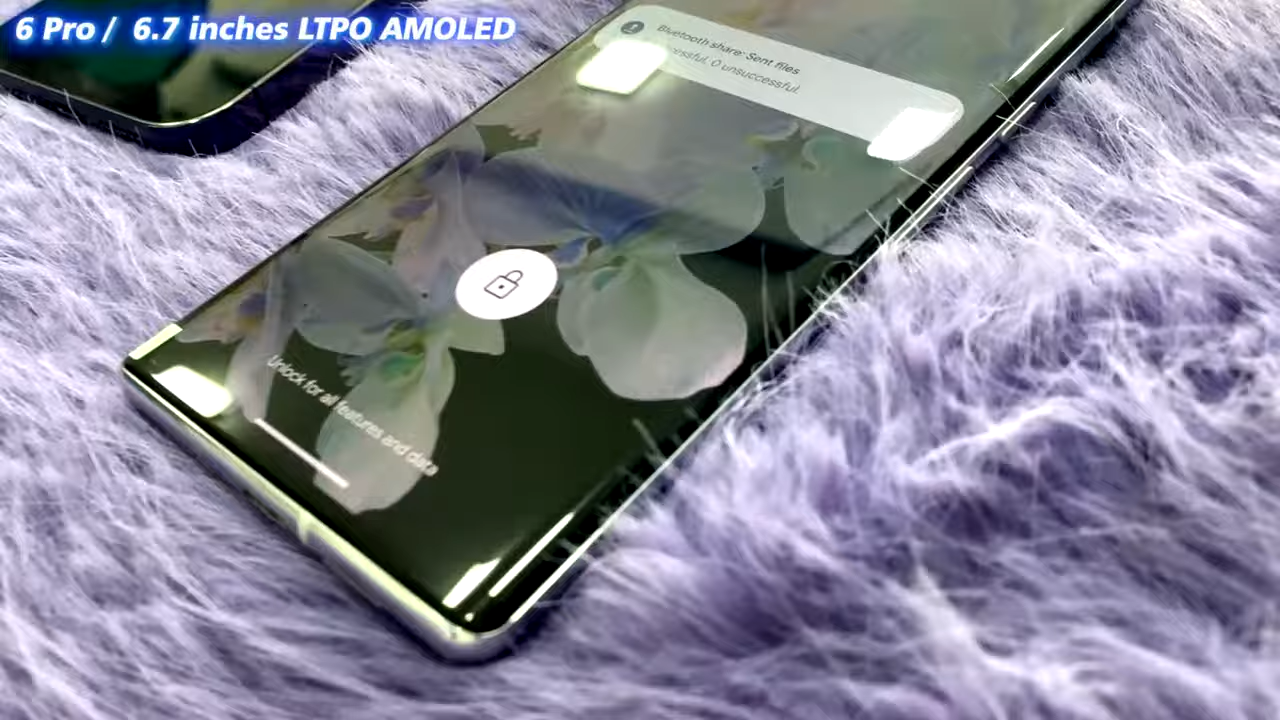 6 Pro / 6.7 inches LTPO AMOLED
Bluetooth share: Sent files
0 unsuccessful.
Unlock for all features and data